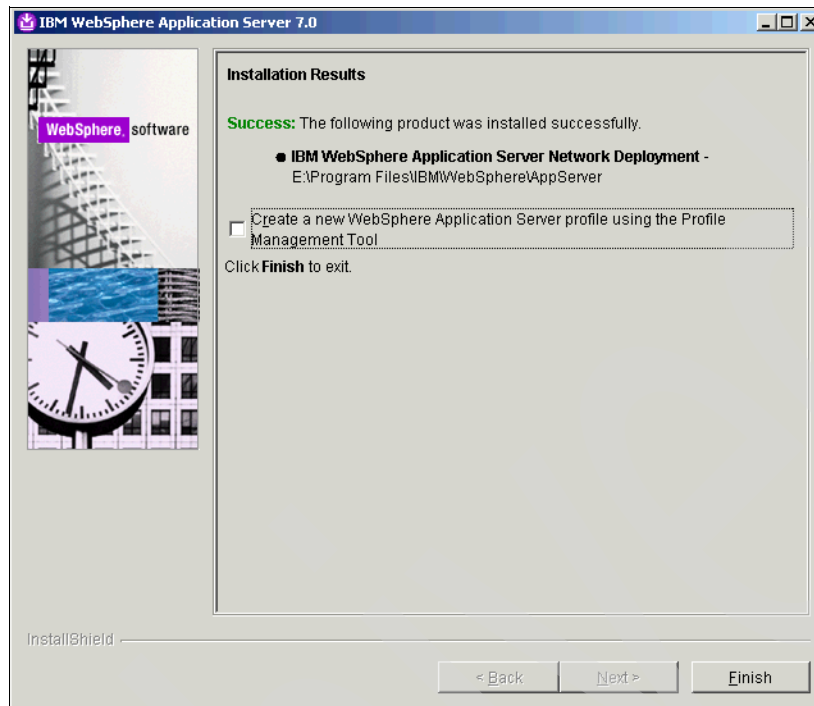 IBM WebSphere Application Server 7.0
WebSphere. software
Installation Results
Success: The following product was installed successfully.
● IBM WebSphere Application Server Network Deployment -
E:\Program Files\IBM\WebSphere\AppServer
Create a new WebSphere Application Server profile using the Profile
Management Tool
Click Finish to exit.
InstallShield
< Back
Next >
Finish